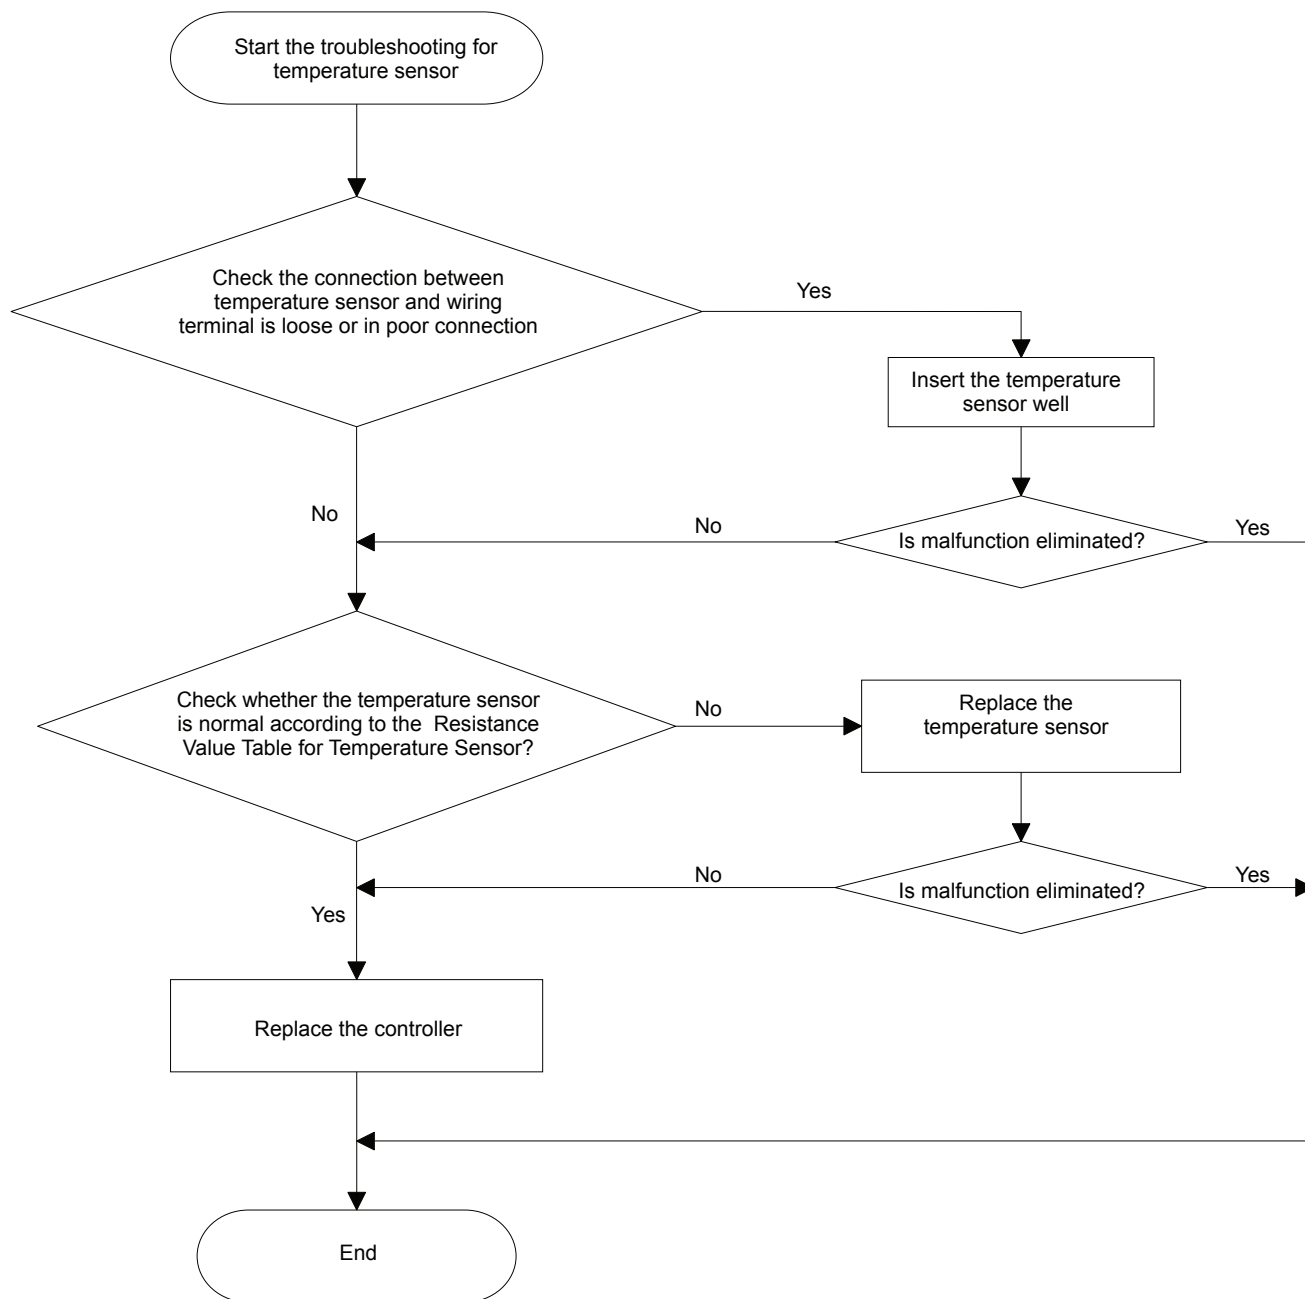 Start the troubleshooting for
temperature sensor
Check the connection between
temperature sensor and wiring
terminal is loose or in poor connection
Yes
Insert the temperature
sensor well
No
No
Is malfunction eliminated?
Yes
Check whether the temperature sensor
is normal according to the Resistance
Value Table for Temperature Sensor?
No
Replace the
temperature sensor
No
Is malfunction eliminated?
Yes
Yes
Replace the controller
End